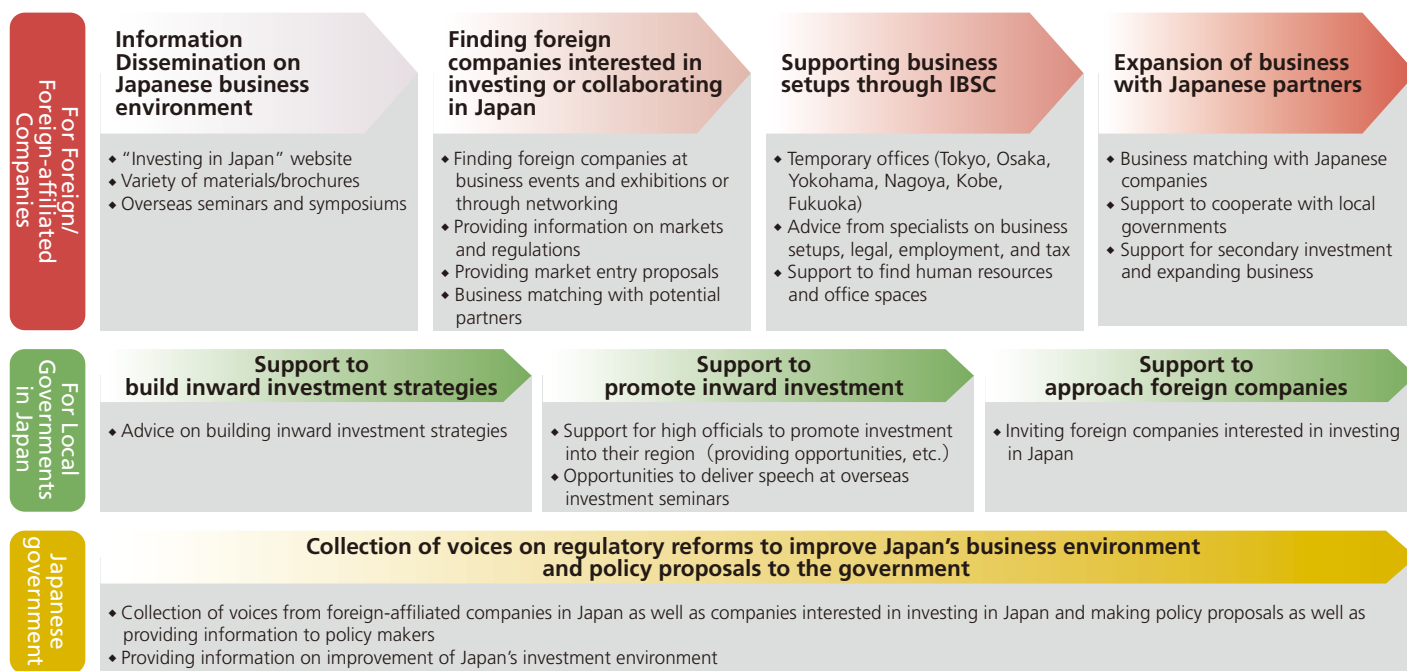 For Foreign/
Foreign-affiliated
Companies
Information
Dissemination on
Japanese business
environment
◆ “Investing in Japan” website
◆ Variety of materials/brochures
◆ Overseas seminars and symposiums
Finding foreign
companies interested in
investing or collaborating
in Japan
◆ Finding foreign companies at
business events and exhibitions or
through networking
◆ Providing information on markets
and regulations
◆ Providing market entry proposals
◆ Business matching with potential
partners
Supporting business
setups through IBSC
◆ Temporary offices (Tokyo, Osaka,
Yokohama, Nagoya, Kobe,
Fukuoka)
◆ Advice from specialists on business
setups, legal, employment, and tax
◆ Support to find human resources
and office spaces
Expansion of business
with Japanese partners
◆ Business matching with Japanese
companies
◆ Support to cooperate with local
governments
◆ Support for secondary investment
and expanding business
For Local
Governments
in Japan
Support to
build inward investment strategies
◆ Advice on building inward investment strategies
Support to
promote inward investment
◆ Support for high officials to promote investment
into their region（providing opportunities, etc.）
◆ Opportunities to deliver speech at overseas
investment seminars
Support to
approach foreign companies
◆ Inviting foreign companies interested in investing
in Japan
Japanese
government
Collection of voices on regulatory reforms to improve Japan’s business environment
and policy proposals to the government
◆ Collection of voices from foreign-affiliated companies in Japan as well as companies interested in investing in Japan and making policy proposals as well as
providing information to policy makers
◆ Providing information on improvement of Japan’s investment environment